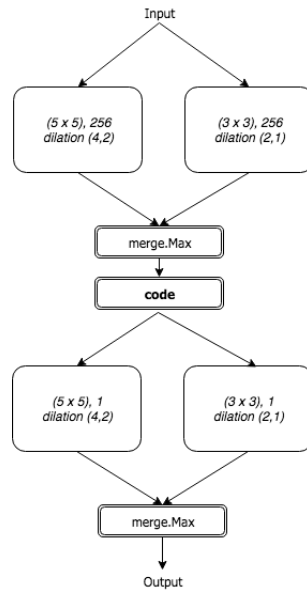 Input
(5 x 5), 256
dilation (4,2)
(3 x 3), 256
dilation (2,1)
merge.Max
code
(5 x 5), 1
dilation (4,2)
(3 x 3), 1
dilation (2,1)
merge.Max
Output